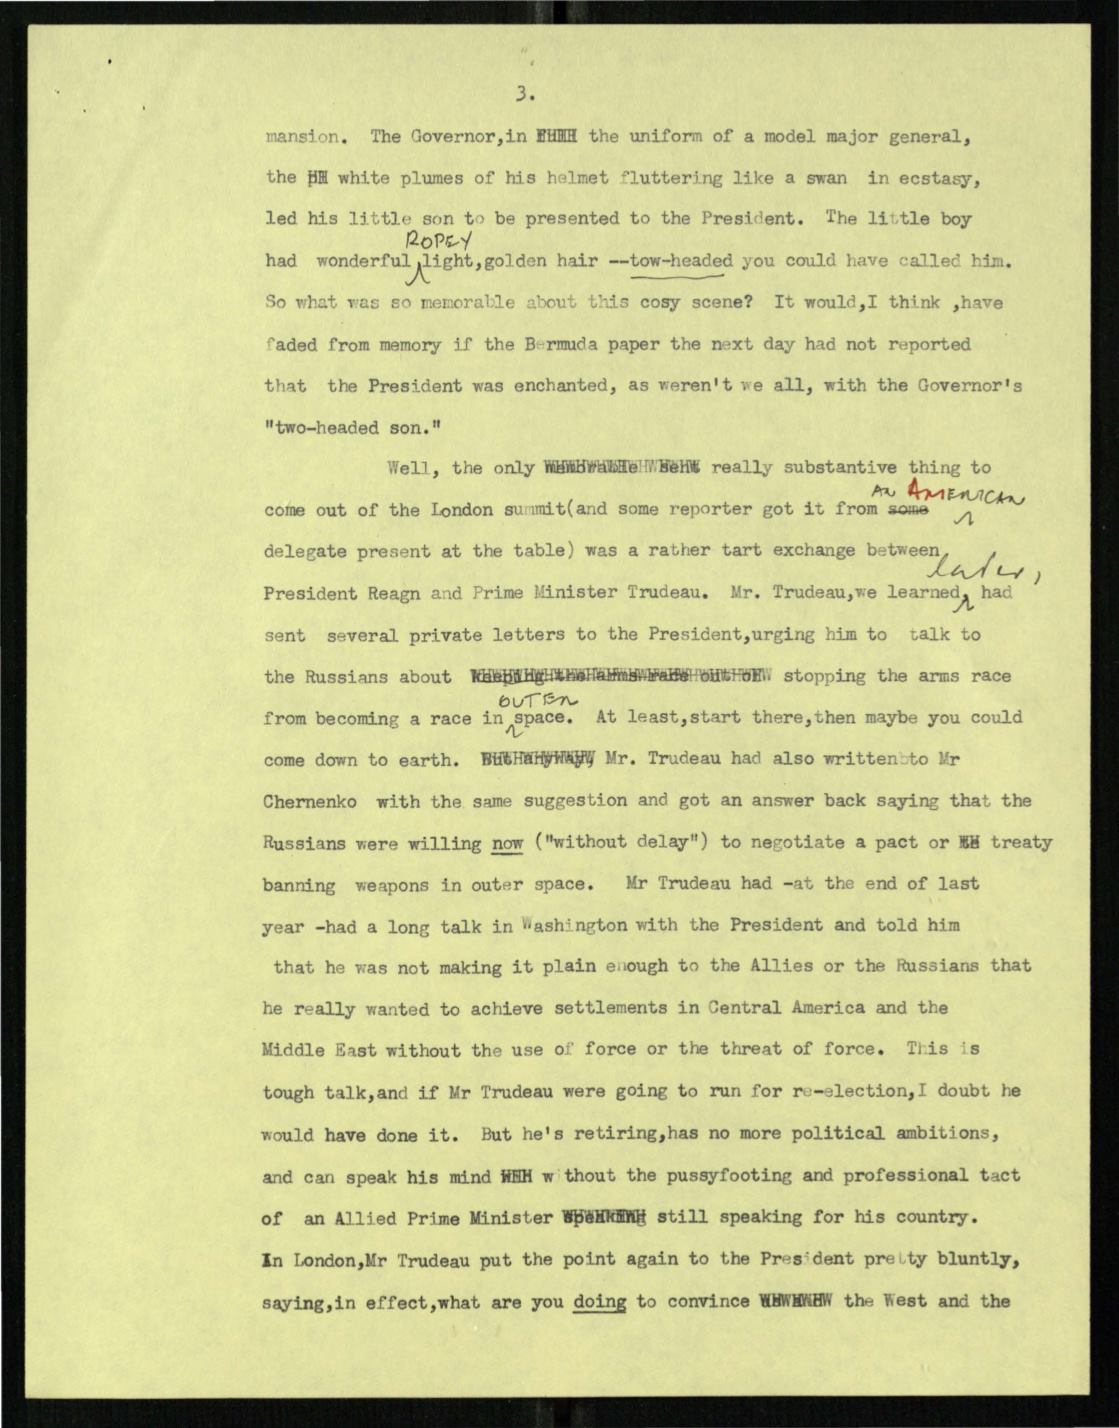 3.
mansion. The Governor,in the uniform of a model major general,
the white plumes of his helmet fluttering like a swan in ecstasy,
led his little son to be presented to the President. The little boy
ROPEY
had wonderful light,golden hair --tow-headed you could have called him.
So what was so memorable about this cosy scene? It would,I think ,have
faded from memory if the Bermuda paper the next day had not reported
that the President was enchanted, as weren't we all, with the Governor's
"two-headed son."
Well, the only really substantive thing to
AN AMERICAN
come out of the London summit(and some reporter got it from some
delegate present at the table) was a rather tart exchange between
later,
President Reagn and Prime Minister Trudeau. Mr. Trudeau,we learned, had
sent several private letters to the President,urging him to talk to
the Russians about keeping the arms race out of stopping the arms race
OUTER
from becoming a race in space. At least,start there,then maybe you could
come down to earth. But anyway, Mr. Trudeau had also written to Mr
Chernenko with the same suggestion and got an answer back saying that the
Russians were willing now ("without delay") to negotiate a pact or treaty
banning weapons in outer space. Mr Trudeau had -at the end of last
year -had a long talk in Washington with the President and told him
that he was not making it plain enough to the Allies or the Russians that
he really wanted to achieve settlements in Central America and the
Middle East without the use of force or the threat of force. This is
tough talk,and if Mr Trudeau were going to run for re-election,I doubt he
would have done it. But he's retiring,has no more political ambitions,
and can speak his mind without the pussyfooting and professional tact
of an Allied Prime Minister speaking still speaking for his country.
In London,Mr Trudeau put the point again to the President pretty bluntly,
saying,in effect,what are you doing to convince the West and the